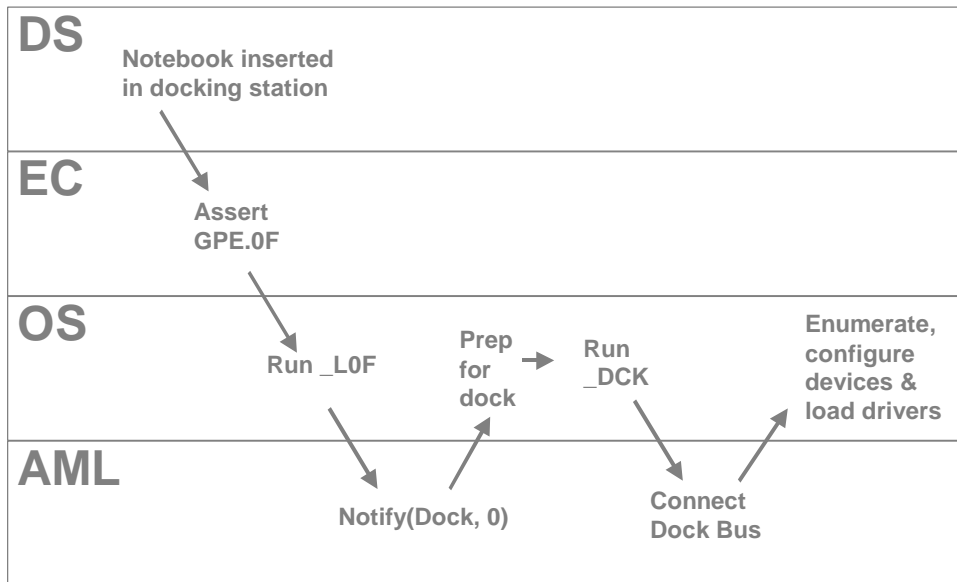 DS
Notebook inserted
in docking station
EC
Assert
GPE.0F
OS
Run _L0F
Prep
for
dock
Run
_DCK
Enumerate,
configure
devices &
load drivers
AML
Notify(Dock, 0)
Connect
Dock Bus